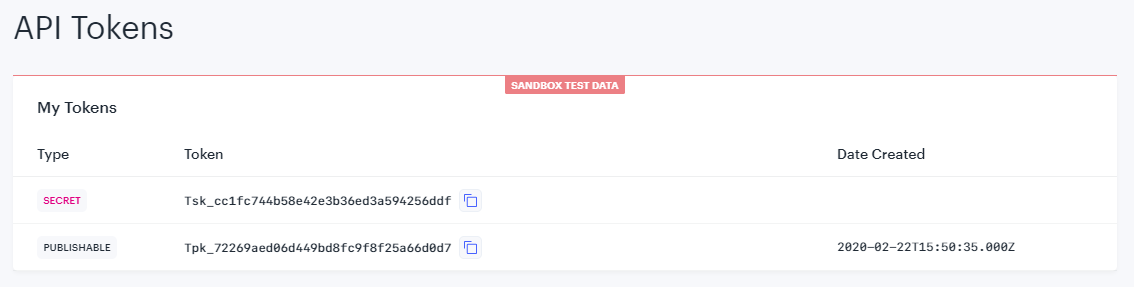 API Tokens
SANDBOX TEST DATA
My Tokens
Type Token Date Created
SECRET Tsk_cc1fc744b58e42e3b36ed3a594256ddf
PUBLISHABLE Tpk_72269aed06d449bd8fc9f8f25a66d0d7 2020-02-22T15:50:35.000Z